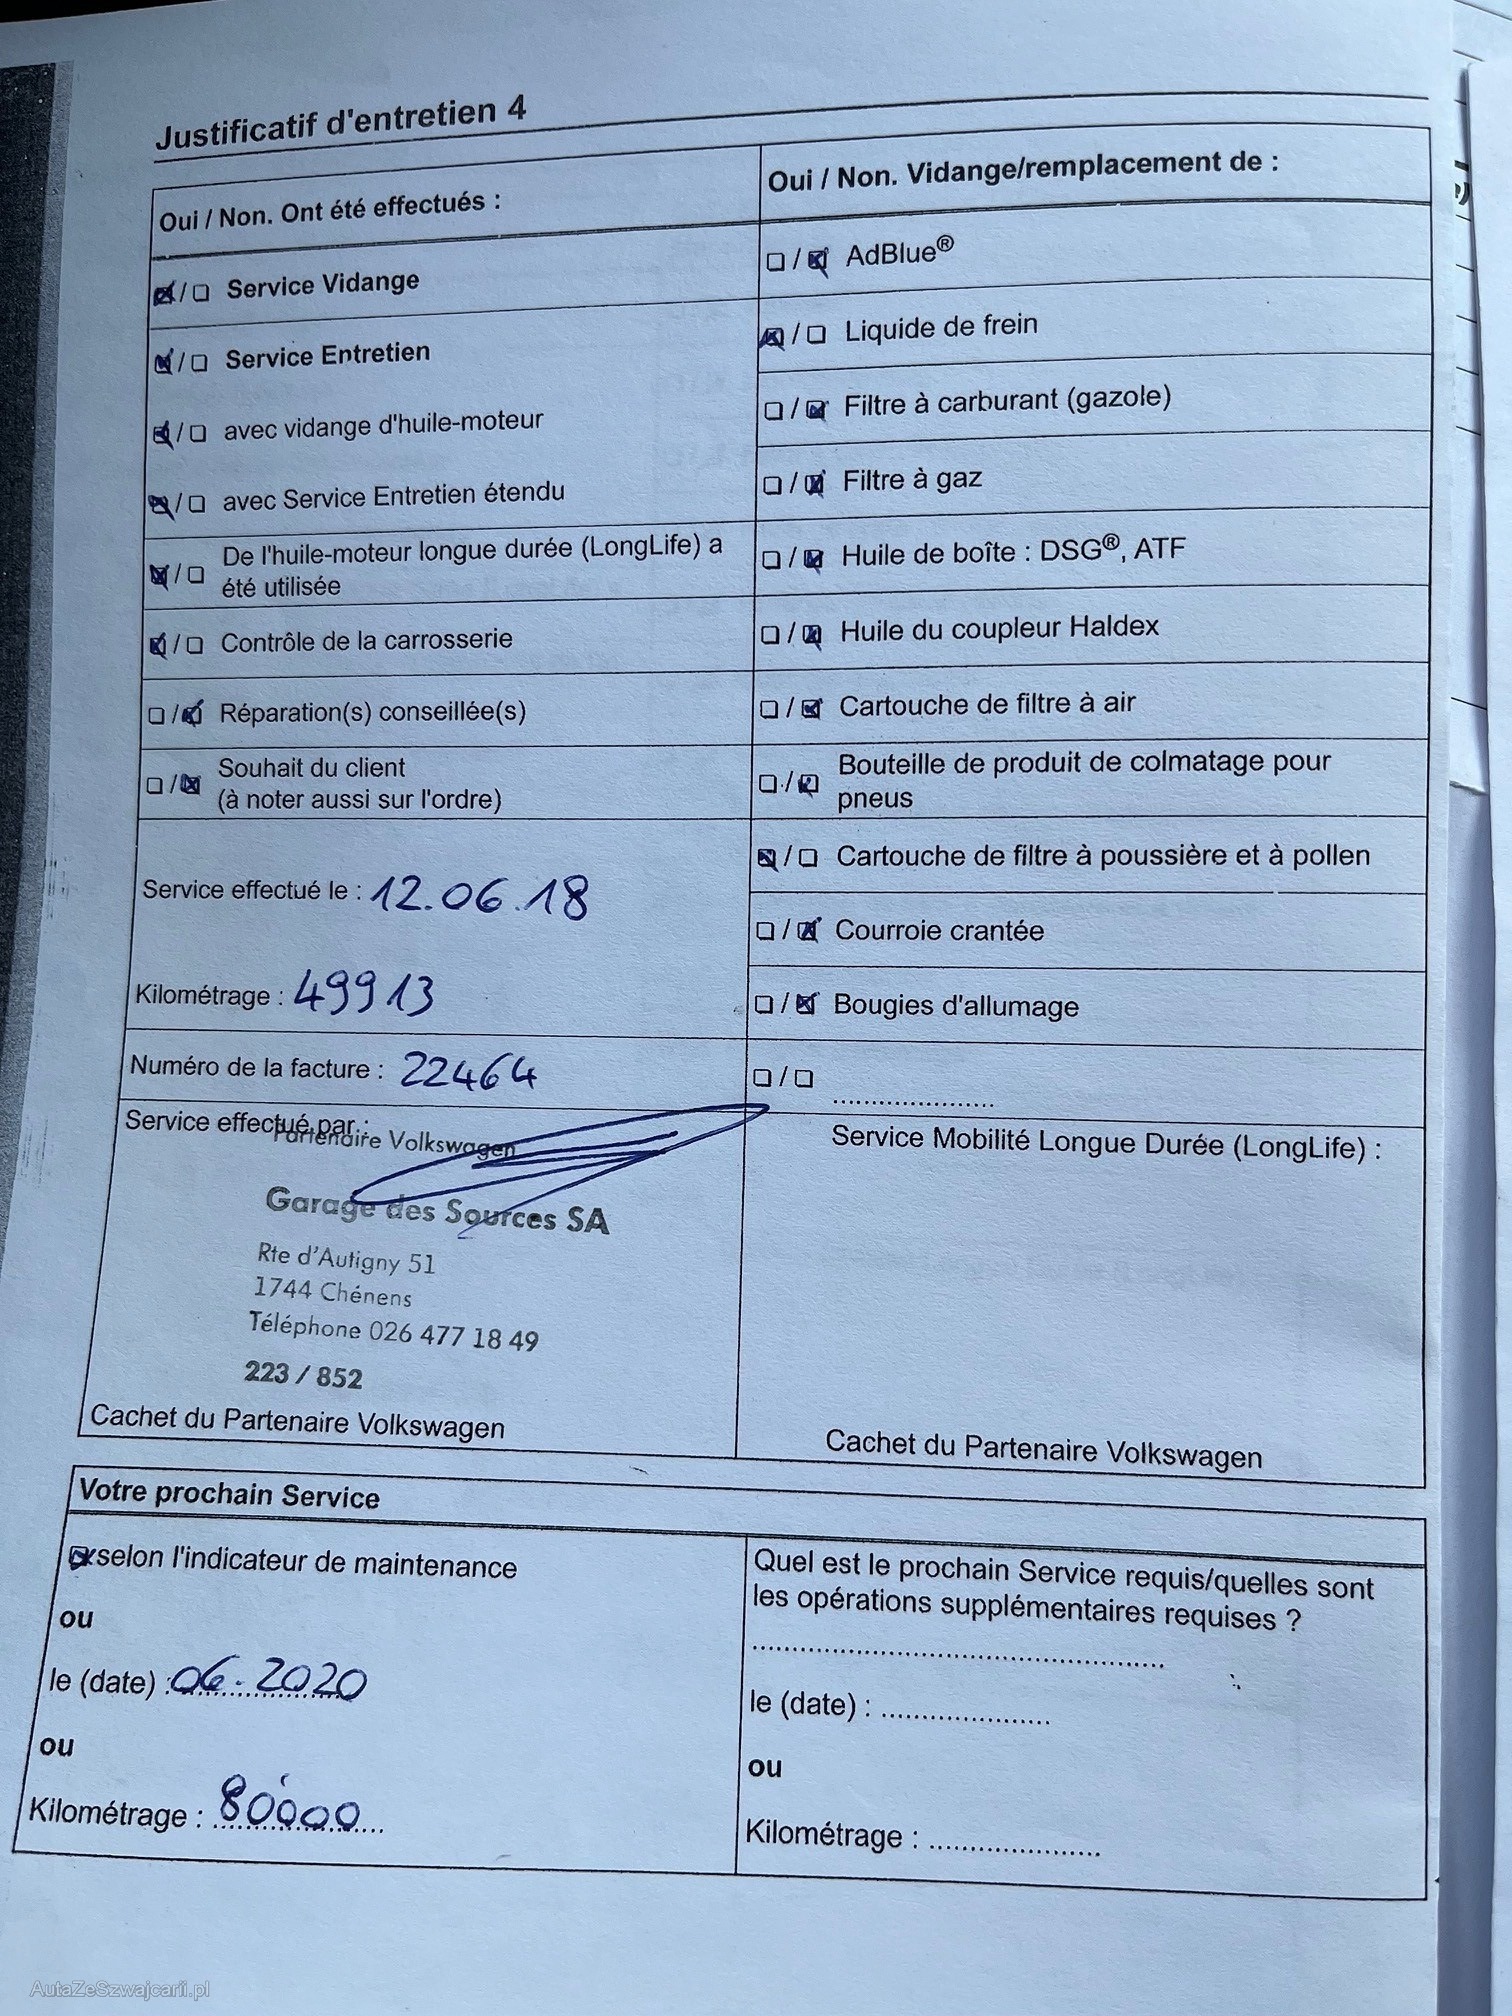 Justificatif d'entretien 4
Oui / Non. Ont été effectués :
Service Vidange
Service Entretien
avec vidange d'huile-moteur
avec Service Entretien étendu
De l'huile-moteur longue durée (LongLife) a
été utilisée
Contrôle de la carrosserie
Réparation(s) conseillée(s)
Souhait du client
(à noter aussi sur l'ordre)
Service effectué le : 12.06.18
Kilométrage : 49913
Numéro de la facture : 22464
Service effectué par :
Partenaire Volkswagen
Garage des Sources SA
Rte d'Autigny 51
1744 Chénens
Téléphone 026 477 18 49
223 / 852
Cachet du Partenaire Volkswagen
Oui / Non. Vidange/remplacement de :
AdBlue®
Liquide de frein
Filtre à carburant (gazole)
Filtre à gaz
Huile de boîte : DSG®, ATF
Huile du coupleur Haldex
Cartouche de filtre à air
Bouteille de produit de colmatage pour
pneus
Cartouche de filtre à poussière et à pollen
Courroie crantée
Bougies d'allumage
Service Mobilité Longue Durée (LongLife) :
Cachet du Partenaire Volkswagen
Votre prochain Service
selon l'indicateur de maintenance
ou
le (date) : 06.2020
ou
Kilométrage : 80'000
Quel est le prochain Service requis/quelles sont
les opérations supplémentaires requises ?
le (date) :
ou
Kilométrage :
AutaZeSzwajcarii.pl